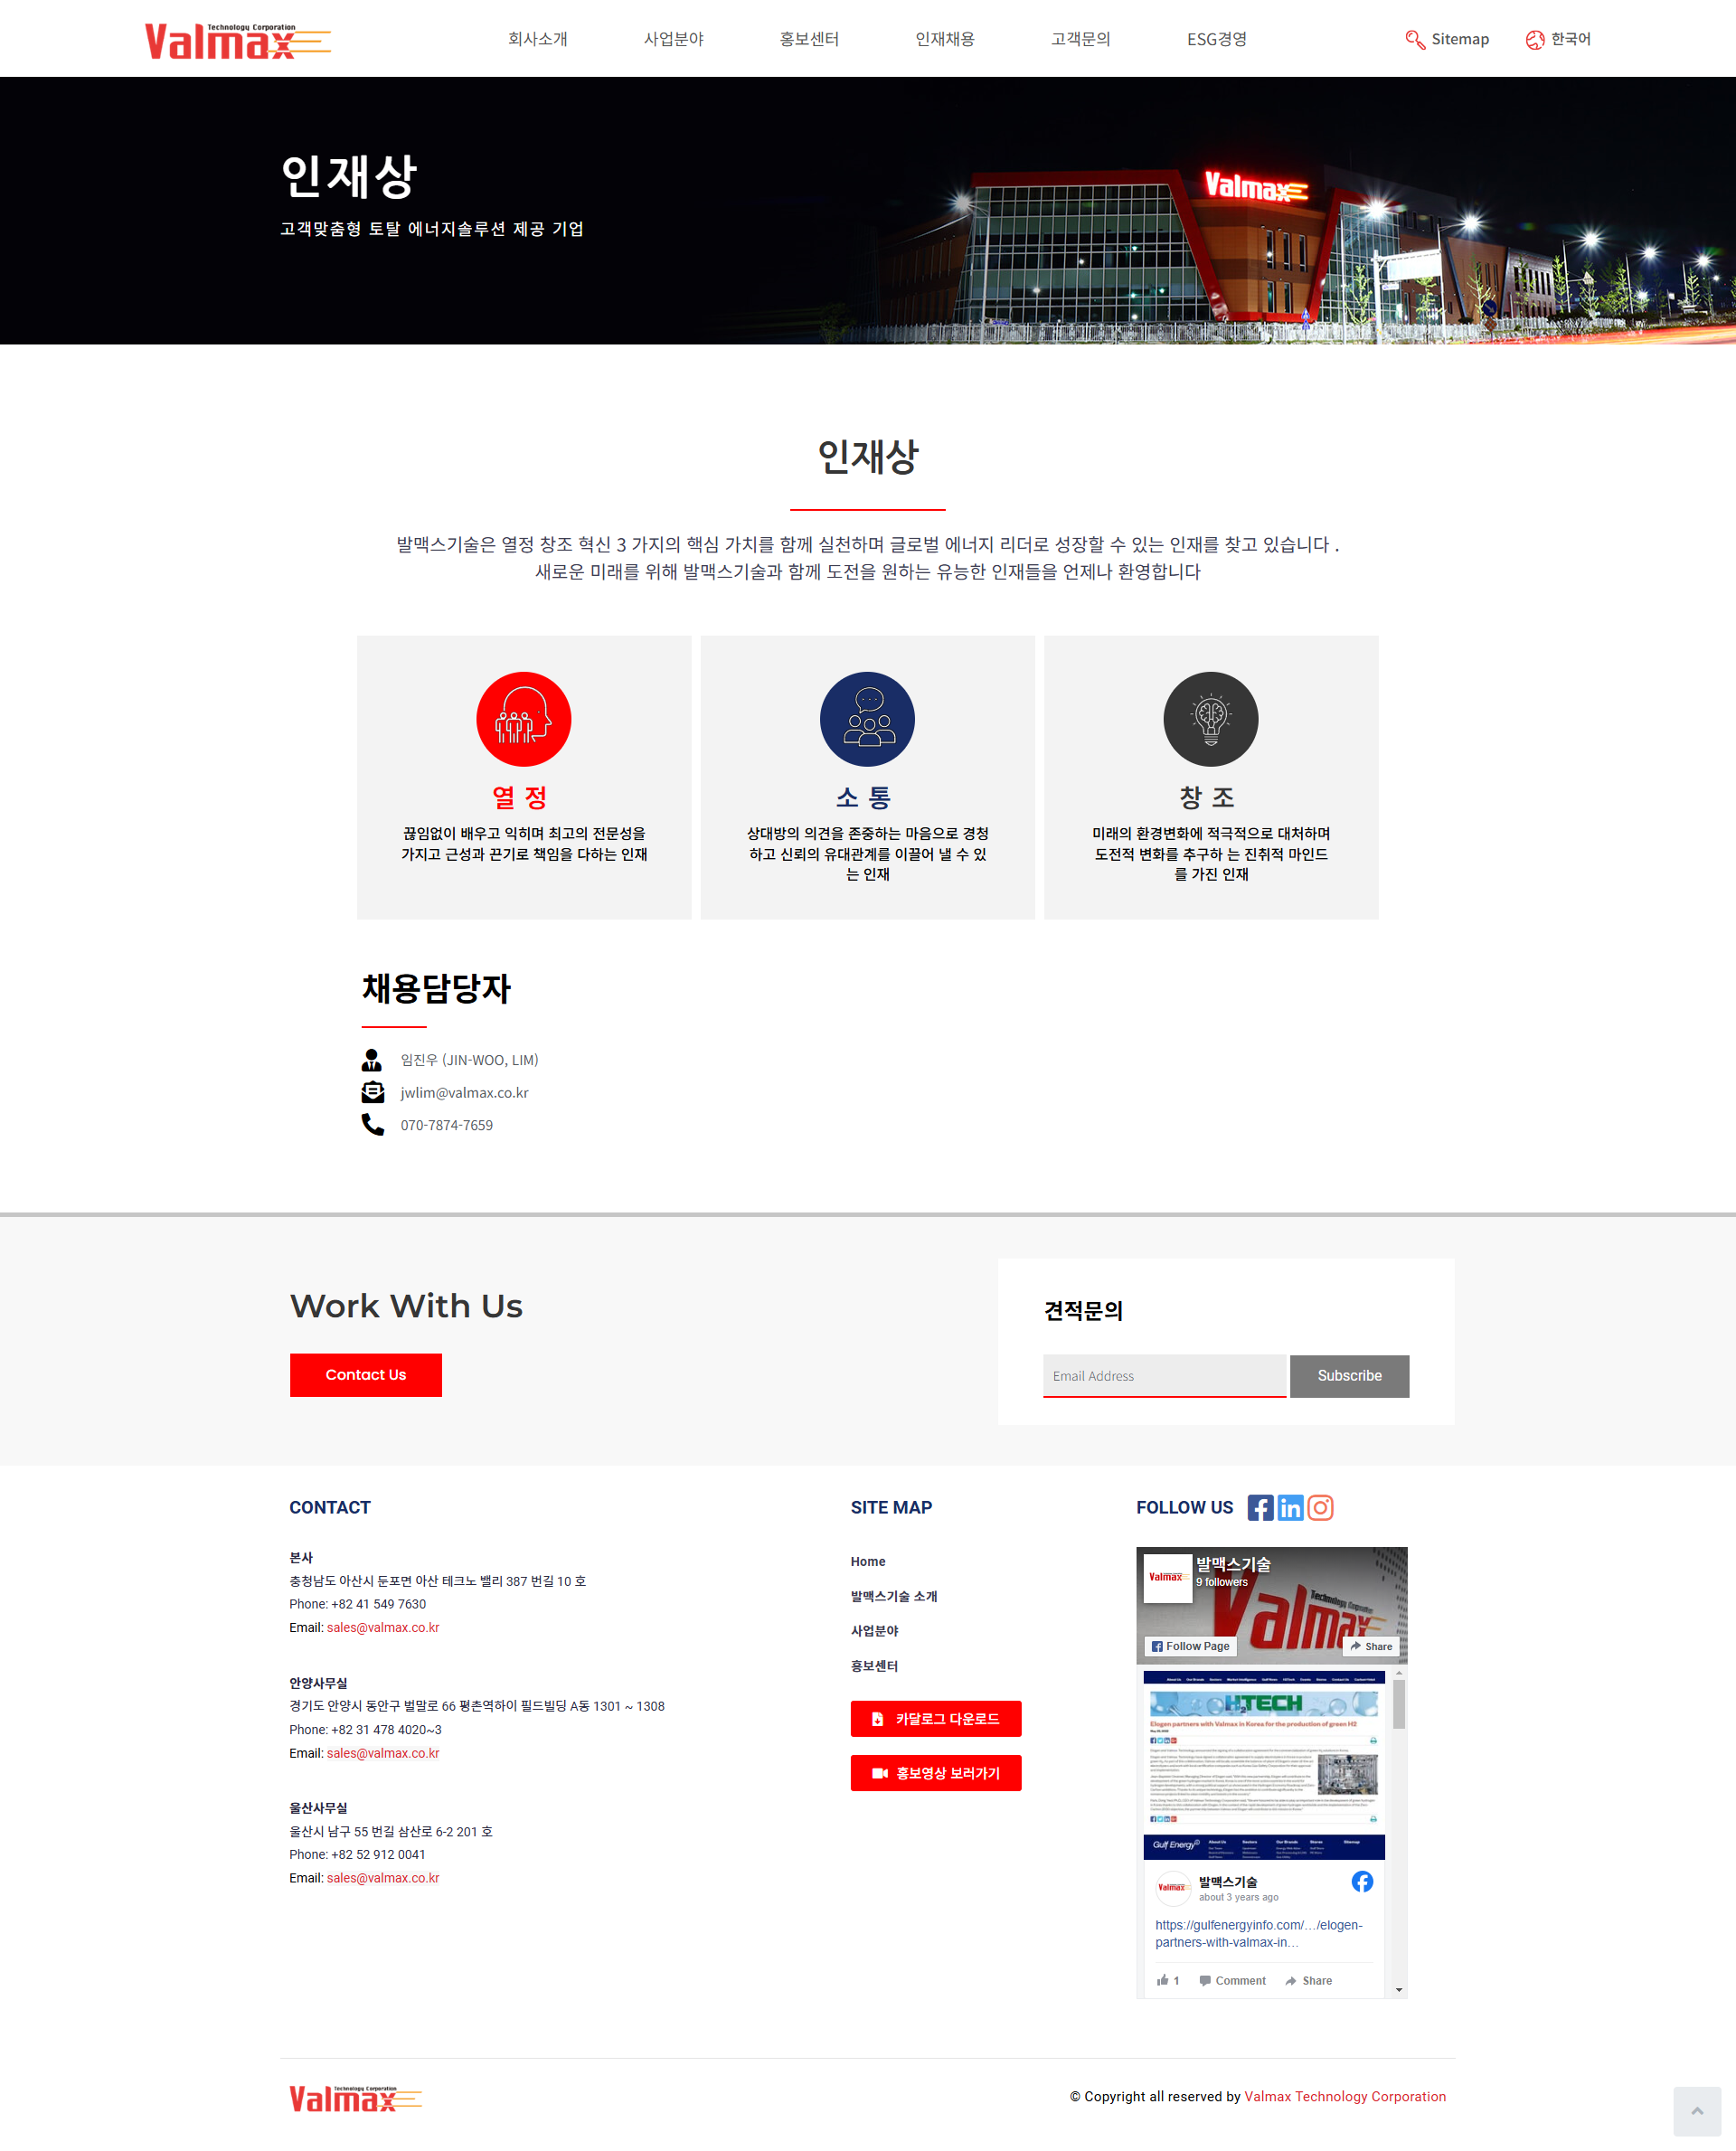 Technology Corporation
Valmax
회사소개
사업분야
홍보센터
인재채용
고객문의
ESG경영
Sitemap
한국어
인재상
고객맞춤형 토탈 에너지솔루션 제공 기업
Valmax
인재상
발맥스기술은 열정 창조 혁신 3 가지의 핵심 가치를 함께 실천하며 글로벌 에너지 리더로 성장할 수 있는 인재를 찾고 있습니다 .
새로운 미래를 위해 발맥스기술과 함께 도전을 원하는 유능한 인재들을 언제나 환영합니다
열 정
끊임없이 배우고 익히며 최고의 전문성을
가지고 근성과 끈기로 책임을 다하는 인재
소 통
상대방의 의견을 존중하는 마음으로 경청
하고 신뢰의 유대관계를 이끌어 낼 수 있
는 인재
창 조
미래의 환경변화에 적극적으로 대처하며
도전적 변화를 추구하 는 진취적 마인드
를 가진 인재
채용담당자
임진우 (JIN-WOO, LIM)
jwlim@valmax.co.kr
070-7874-7659
Work With Us
Contact Us
견적문의
Email Address
Subscribe
CONTACT
본사
충청남도 아산시 둔포면 아산 테크노 밸리 387 번길 10 호
Phone: +82 41 549 7630
Email: sales@valmax.co.kr
안양사무실
경기도 안양시 동안구 벌말로 66 평촌역하이 필드빌딩 A동 1301 ~ 1308
Phone: +82 31 478 4020~3
Email: sales@valmax.co.kr
울산사무실
울산시 남구 55 번길 삼산로 6-2 201 호
Phone: +82 52 912 0041
Email: sales@valmax.co.kr
SITE MAP
Home
발맥스기술 소개
사업분야
홍보센터
카달로그 다운로드
홍보영상 보러가기
FOLLOW US
Valmax
발맥스기술
9 followers
Technology Corporation
Valmax
Follow Page
Share
H2TECH
Elogen partners with Valmax in Korea for the production of green H2
Gulf Energy
Valmax
발맥스기술
about 3 years ago
https://gulfenergyinfo.com/…/elogen-
partners-with-valmax-in…
1
Comment
Share
Technology Corporation
Valmax
© Copyright all reserved by Valmax Technology Corporation